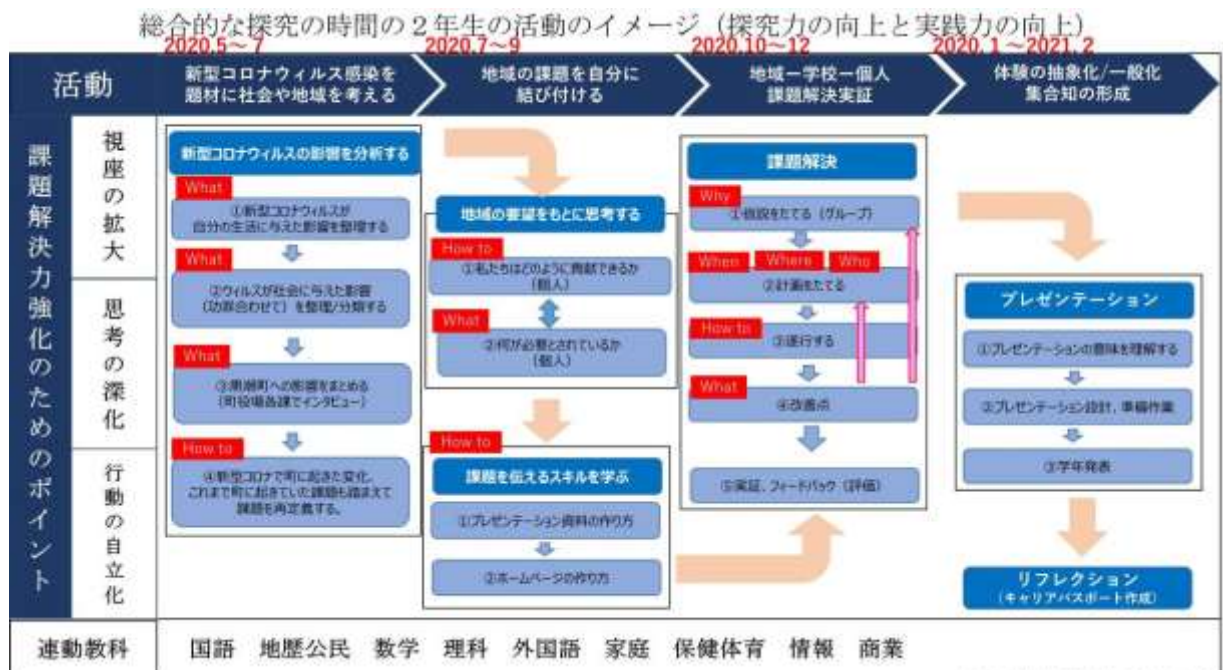 総合的な探究の時間の２年生の活動のイメージ（探究力の向上と実践力の向上）
2020.5～7
2020.7～9
2020.10～12
2020.1～2021.2
活動
新型コロナウィルス感染を
題材に社会や地域を考える
地域の課題を自分に
結び付ける
地域ー学校ー個人
課題解決実証
体験の抽象化/一般化
集合知の形成
課題解決力強化のためのポイント
視座の拡大
思考の深化
行動の自立化
新型コロナウィルスの影響を分析する
What
①新型コロナウィルスが
自分の生活に与えた影響を整理する
What
②ウィルスが社会に与えた影響
（功罪合わせて）を整理/分類する
What
③黒潮町への影響をまとめる
（町役場各課でインタビュー）
How to
④新型コロナで町に起きた変化、
これまで町に起きていた課題も踏まえて
課題を再定義する。
地域の要望をもとに思考する
How to
①私たちはどのように貢献できるか
（個人）
What
②何が必要とされているか
（個人）
How to
課題を伝えるスキルを学ぶ
①プレゼンテーション資料の作り方
②ホームページの作り方
課題解決
Why
①仮説をたてる（グループ）
When
Where
Who
②計画をたてる
How to
③遂行する
What
④改善点
⑤実証、フィードバック（評価）
プレゼンテーション
①プレゼンテーションの意味を理解する
②プレゼンテーション設計、準備作業
③学年発表
リフレクション
（キャリアパスポート作成）
連動教科
国語 地歴公民 数学 理科 外国語 家庭 保健体育 情報 商業